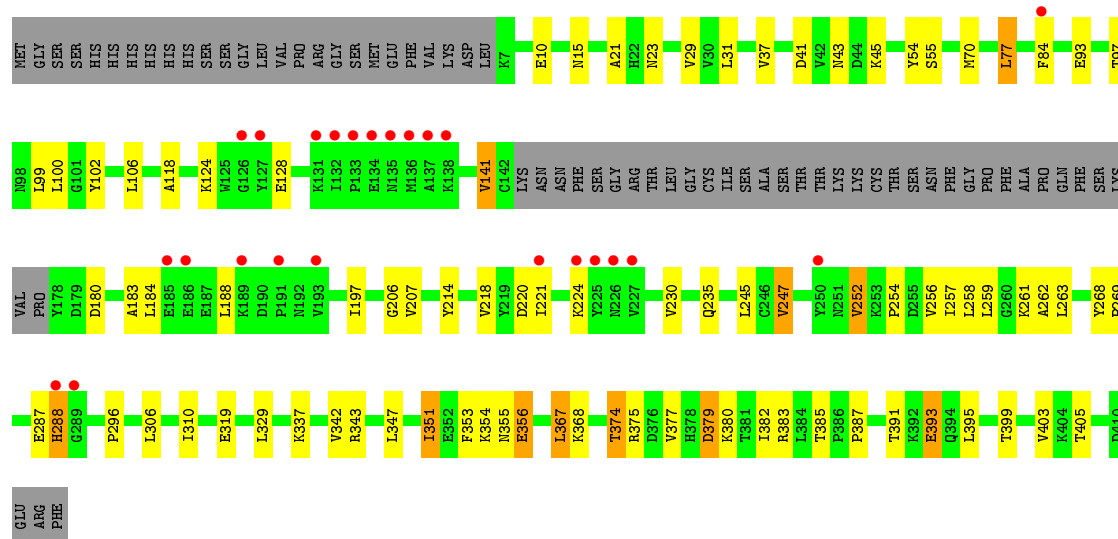 MET GLY SER SER HIS HIS HIS HIS HIS HIS SER SER GLY LEU VAL PRO ARG GLY SER MET GLU PHE VAL LYS ASP LEU K7 E10 N15 A21 H22 N23 V29 V30 L31 V37 D41 V42 N43 D44 K45 Y54 S55 M70 L77 F84 E93 T97
N98 L99 L100 G101 Y102 L106 A118 K124 W125 G126 Y127 E128 K131 I132 P133 E134 N135 M136 A137 K138 V141 C142 LYS ASN ASN PHE SER GLY ARG THR LEU GLY CYS ILE SER ALA SER THR THR LYS LYS CYS THR SER ASN PHE GLY PRO PHE ALA PRO GLN PHE SER LYS
VAL PRO Y178 D179 D180 A183 L184 E185 E186 E187 L188 K189 D190 P191 N192 V193 I197 G206 V207 Y214 V218 Y219 D220 I221 K224 Y225 N226 V227 V230 Q235 L245 C246 V247 Y250 N251 V252 K253 P254 D255 V256 I257 L258 L259 G260 K261 A262 L263 Y268 P269
E287 H288 G289 P296 L306 I310 E319 L329 K337 V342 R343 L347 I351 E352 F353 K354 N355 E356 L367 K368 T374 R375 D376 V377 H378 D379 K380 T381 I382 R383 L384 T385 P386 P387 T391 K392 E393 Q394 L395 T399 V403 K404 T405 D410
GLU ARG PHE